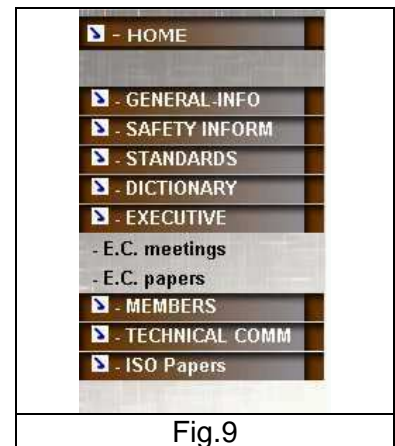 - HOME
- GENERAL-INFO
- SAFETY INFORM
- STANDARDS
- DICTIONARY
- EXECUTIVE
- E.C. meetings
- E.C. papers
- MEMBERS
- TECHNICAL COMM
- ISO Papers
Fig.9